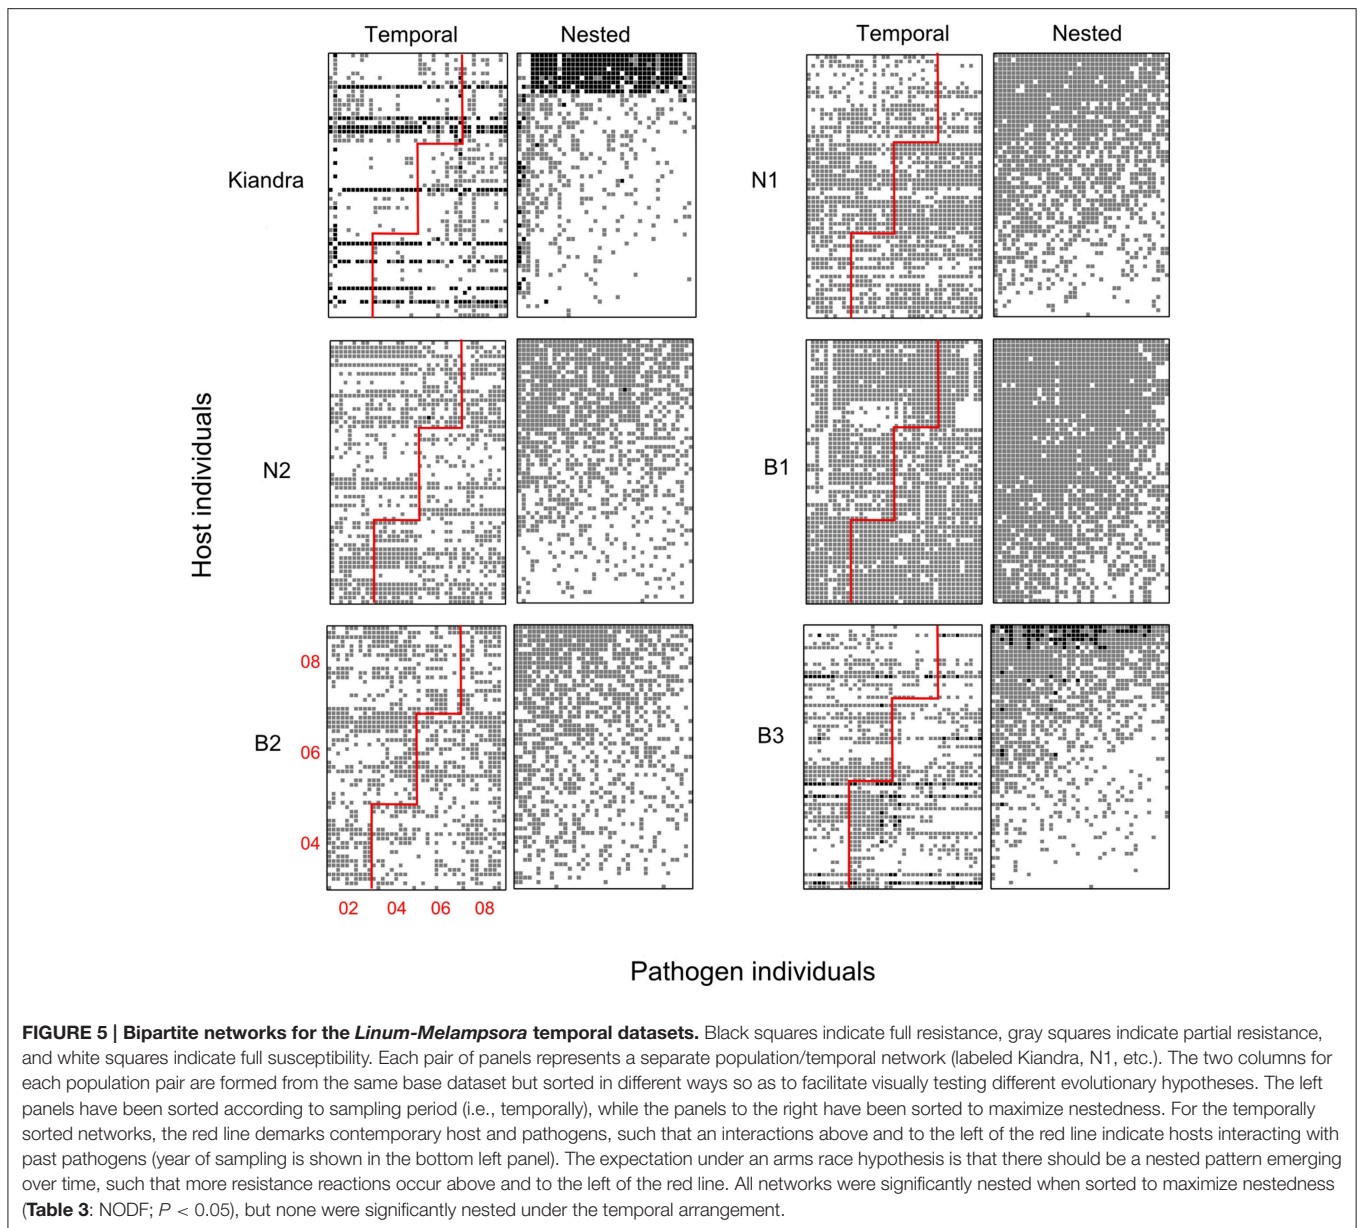 Temporal
Nested
Temporal
Nested
Kiandra
N1
Host individuals
N2
B1
B2
08
06
04
B3
02 04 06 08
Pathogen individuals
FIGURE 5 | Bipartite networks for the Linum-Melampsora temporal datasets. Black squares indicate full resistance, gray squares indicate partial resistance,
and white squares indicate full susceptibility. Each pair of panels represents a separate population/temporal network (labeled Kiandra, N1, etc.). The two columns for
each population pair are formed from the same base dataset but sorted in different ways so as to facilitate visually testing different evolutionary hypotheses. The left
panels have been sorted according to sampling period (i.e., temporally), while the panels to the right have been sorted to maximize nestedness. For the temporally
sorted networks, the red line demarks contemporary host and pathogens, such that an interactions above and to the left of the red line indicate hosts interacting with
past pathogens (year of sampling is shown in the bottom left panel). The expectation under an arms race hypothesis is that there should be a nested pattern emerging
over time, such that more resistance reactions occur above and to the left of the red line. All networks were significantly nested when sorted to maximize nestedness
(Table 3: NODF; P < 0.05), but none were significantly nested under the temporal arrangement.